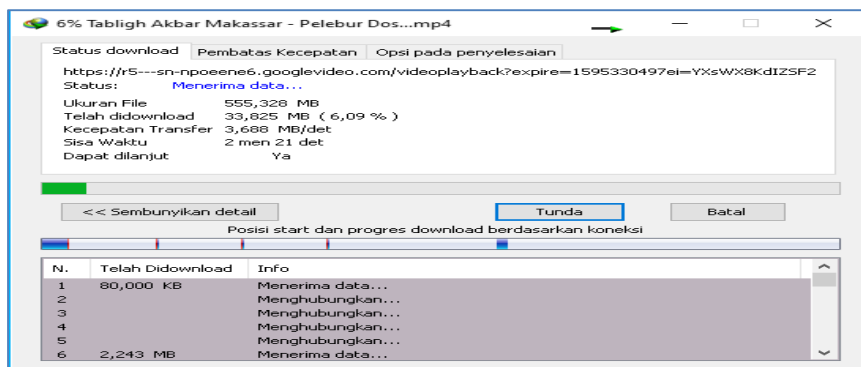 6% Tabligh Akbar Makassar - Pelebur Dos...mp4
Status download Pembatas Kecepatan Opsi pada penyelesaian
https://r5---sn-npoeene6.googlevideo.com/videoplayback?expire=1595330497ei=YXsWX8KdIZSF2
Status: Menerima data...
Ukuran File 555,328 MB
Telah didownload 33,825 MB ( 6,09 % )
Kecepatan Transfer 3,688 MB/det
Sisa Waktu 2 men 21 det
Dapat dilanjut Ya
<< Sembunyikan detail Tunda Batal
Posisi start dan progres download berdasarkan koneksi
N. Telah Didownload Info
1 80,000 KB Menerima data...
2 Menghubungkan...
3 Menghubungkan...
4 Menghubungkan...
5 Menghubungkan...
6 2,243 MB Menerima data...